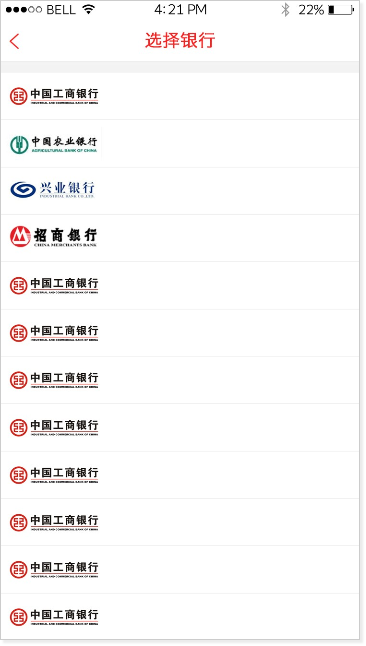 BELL 4:21 PM 22%
选择银行
中国工商银行
INDUSTRIAL AND COMMERCIAL BANK OF CHINA
中国农业银行
AGRICULTURAL BANK OF CHINA
兴业银行
INDUSTRIAL BANK CO.,LTD.
招商银行
CHINA MERCHANTS BANK
中国工商银行
INDUSTRIAL AND COMMERCIAL BANK OF CHINA
中国工商银行
INDUSTRIAL AND COMMERCIAL BANK OF CHINA
中国工商银行
INDUSTRIAL AND COMMERCIAL BANK OF CHINA
中国工商银行
INDUSTRIAL AND COMMERCIAL BANK OF CHINA
中国工商银行
INDUSTRIAL AND COMMERCIAL BANK OF CHINA
中国工商银行
INDUSTRIAL AND COMMERCIAL BANK OF CHINA
中国工商银行
INDUSTRIAL AND COMMERCIAL BANK OF CHINA
中国工商银行
INDUSTRIAL AND COMMERCIAL BANK OF CHINA